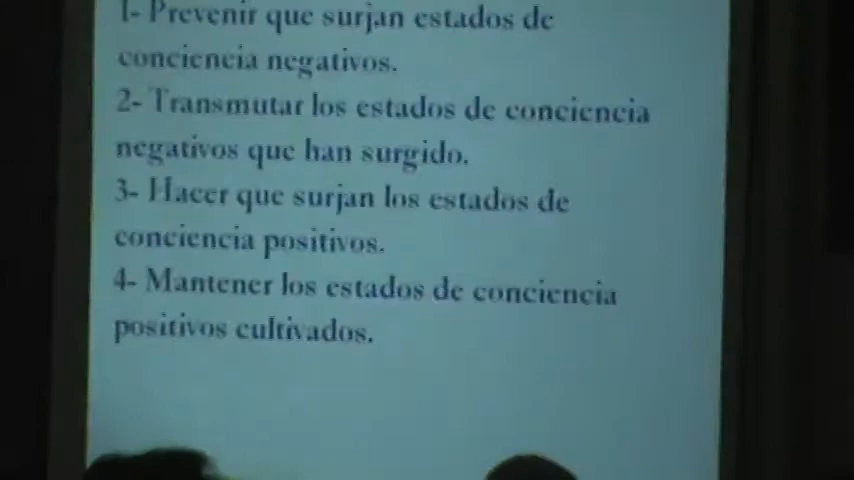 1- Prevenir que surjan estados de
conciencia negativos.
2- Transmutar los estados de conciencia
negativos que han surgido.
3- Hacer que surjan los estados de
conciencia positivos.
4- Mantener los estados de conciencia
positivos cultivados.